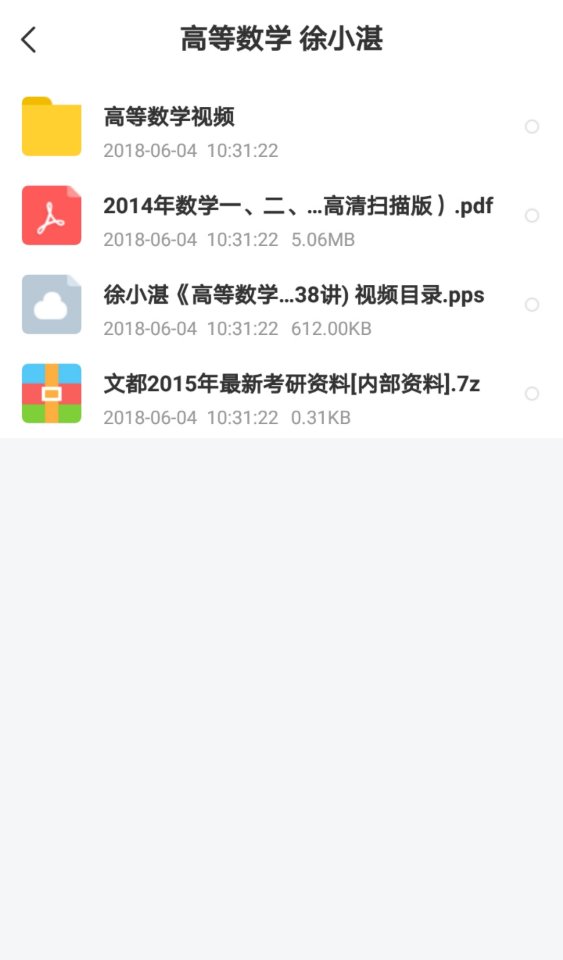 高等数学 徐小湛
高等数学视频
2018-06-04 10:31:22
2014年数学一、二、...高清扫描版）.pdf
2018-06-04 10:31:22 5.06MB
徐小湛《高等数学...38讲) 视频目录.pps
2018-06-04 10:31:22 612.00KB
文都2015年最新考研资料[内部资料].7z
2018-06-04 10:31:22 0.31KB